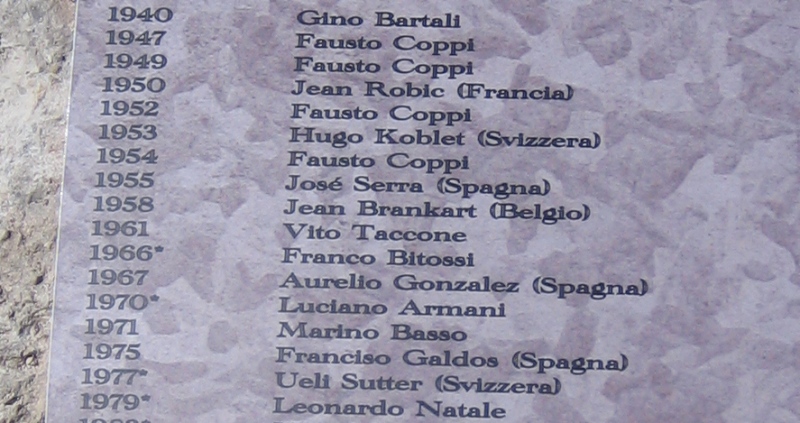 1940 Gino Bartali
1947 Fausto Coppi
1949 Fausto Coppi
1950 Jean Robic (Francia)
1952 Fausto Coppi
1953 Hugo Koblet (Svizzera)
1954 Fausto Coppi
1955 José Serra (Spagna)
1958 Jean Brankart (Belgio)
1961 Vito Taccone
1966* Franco Bitossi
1967 Aurelio Gonzalez (Spagna)
1970* Luciano Armani
1971 Marino Basso
1975 Franciso Galdos (Spagna)
1977* Ueli Sutter (Svizzera)
1979* Leonardo Natale